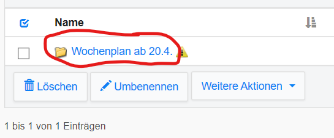 Name
Wochenplan ab 20.4.
Löschen Umbenennen Weitere Aktionen
1 bis 1 von 1 Einträgen